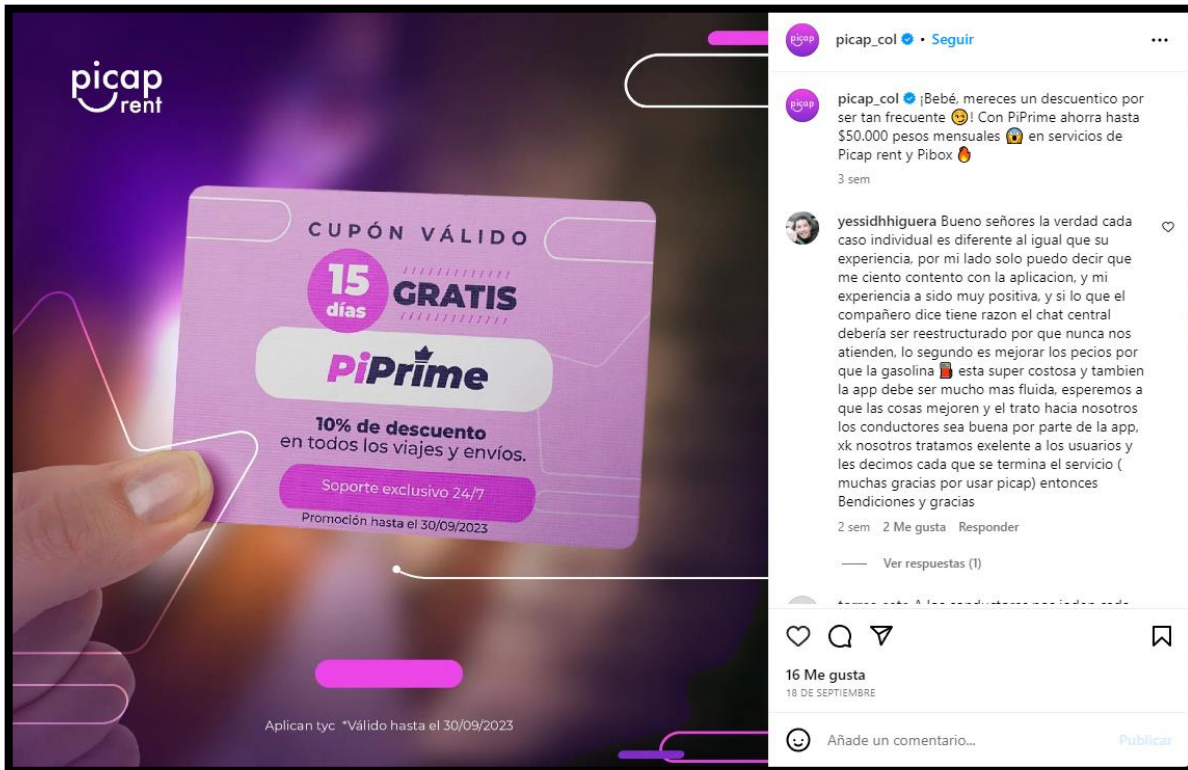 picap
rent
CUPÓN VÁLIDO
15
días
GRATIS
PiPrime
10% de descuento
en todos los viajes y envíos.
Soporte exclusivo 24/7
Promoción hasta el 30/09/2023
Aplican tyc *Válido hasta el 30/09/2023
picap
picap_col • Seguir
picap
picap_col ¡Bebé, mereces un descuentico por
ser tan frecuente 😏! Con PiPrime ahorra hasta
$50.000 pesos mensuales 😱 en servicios de
Picap rent y Pibox 🔥
3 sem
yessidhhiguera Bueno señores la verdad cada
caso individual es diferente al igual que su
experiencia, por mi lado solo puedo decir que
me ciento contento con la aplicacion, y mi
experiencia a sido muy positiva, y si lo que el
compañero dice tiene razon el chat central
debería ser reestructurado por que nunca nos
atienden, lo segundo es mejorar los pecios por
que la gasolina ⛽ esta super costosa y tambien
la app debe ser mucho mas fluida, esperemos a
que las cosas mejoren y el trato hacia nosotros
los conductores sea buena por parte de la app,
xk nosotros tratamos exelente a los usuarios y
les decimos cada que se termina el servicio (
muchas gracias por usar picap) entonces
Bendiciones y gracias
2 sem 2 Me gusta Responder
Ver respuestas (1)
16 Me gusta
18 DE SEPTIEMBRE
Añade un comentario...
Publicar